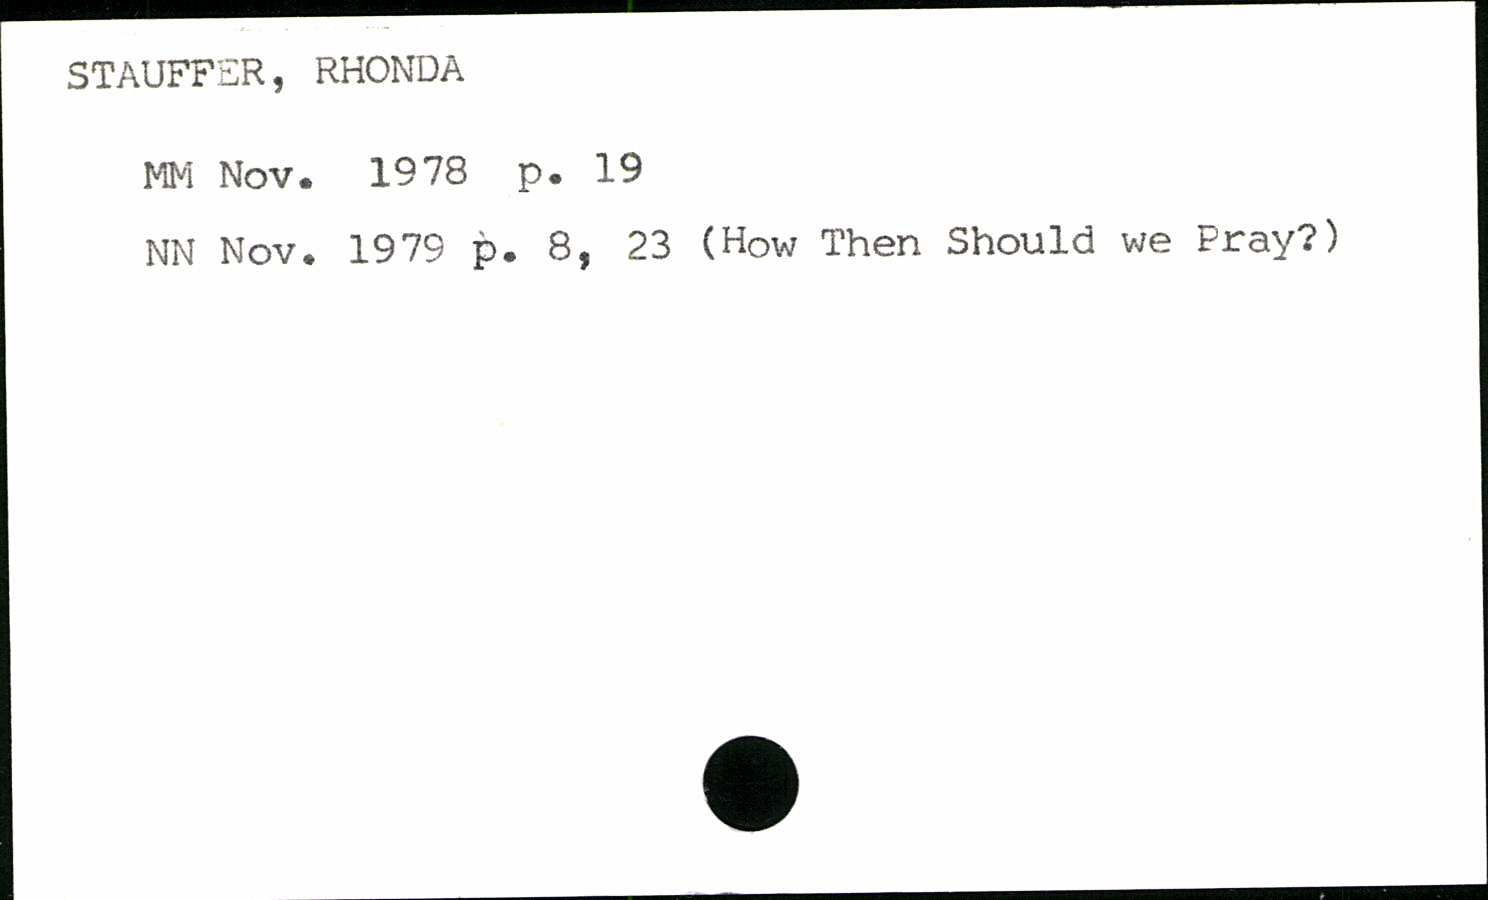 STAUFFER, RHONDA
MM Nov. 1978 p. 19
NN Nov. 1979 p. 8, 23 (How Then Should we Pray?)